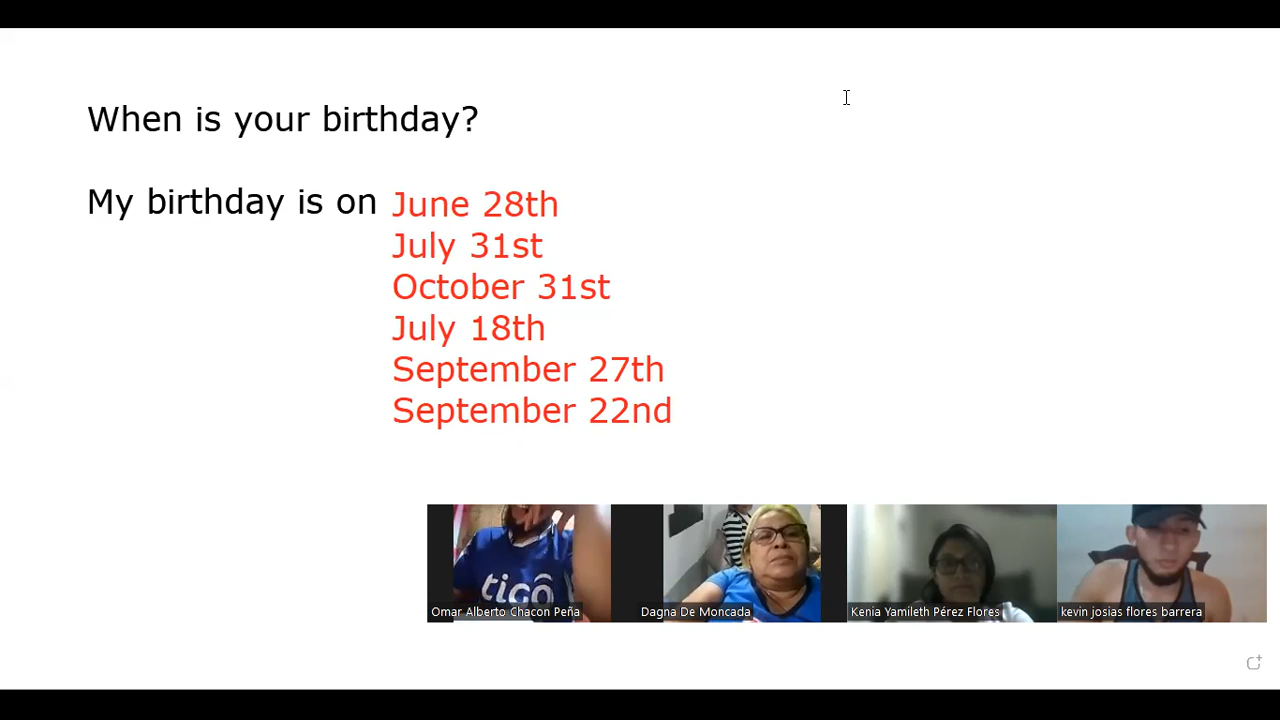 When is your birthday?
My birthday is on June 28th
July 31st
October 31st
July 18th
September 27th
September 22nd
tigo
Omar Alberto Chacon Peña
Dagna De Moncada
Kenia Yamileth Pérez Flores
kevin josias flores barrera